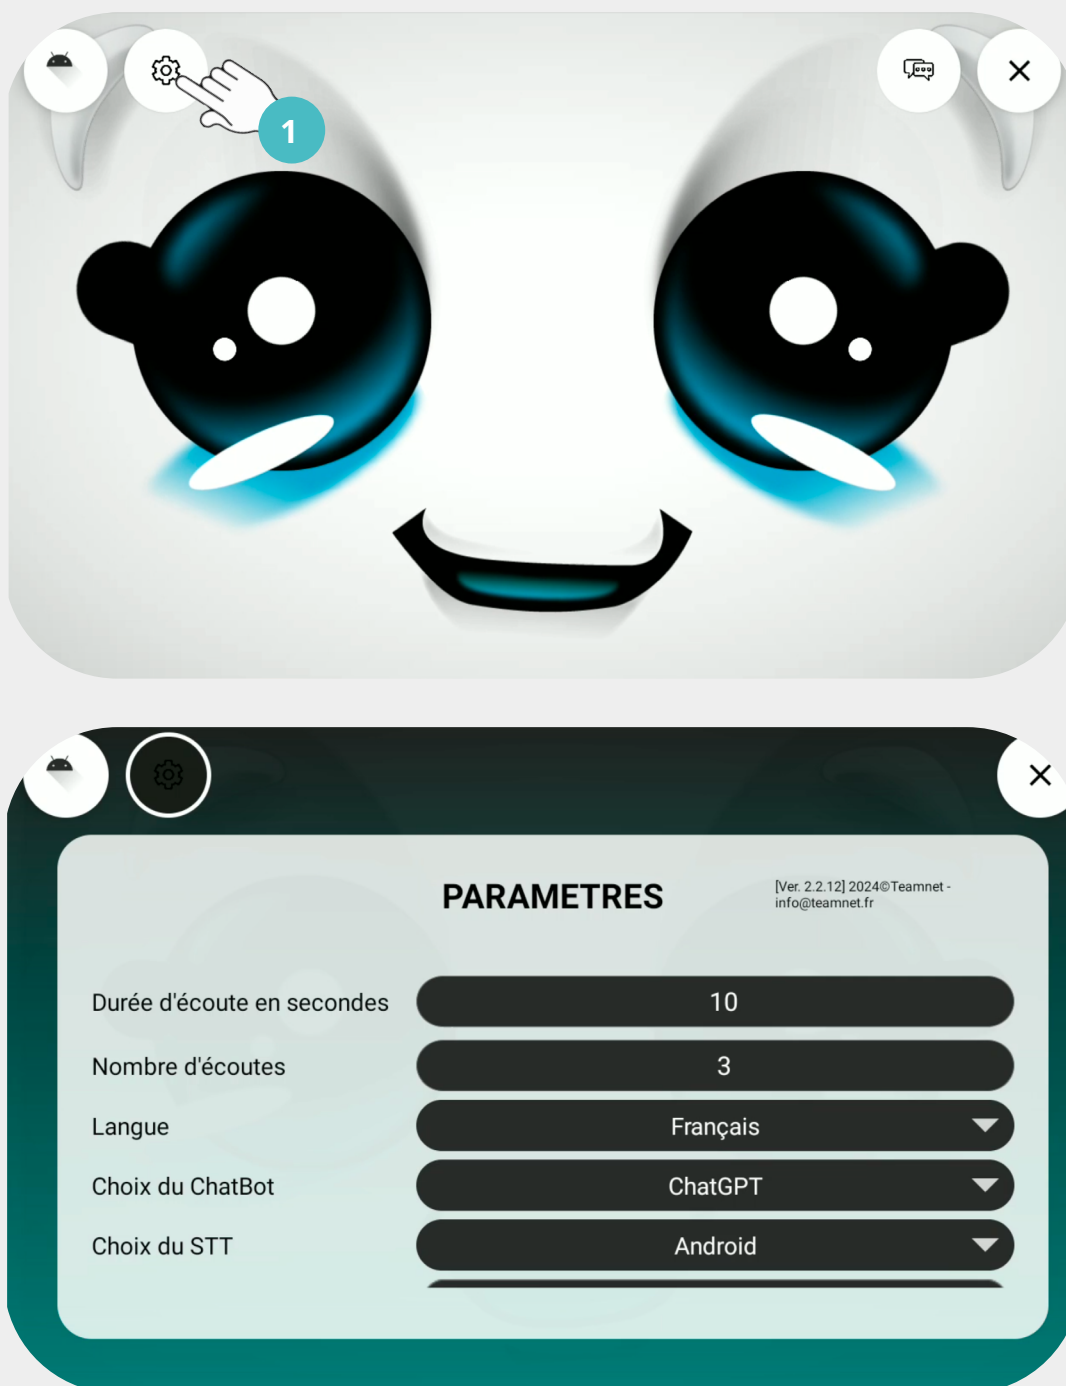 1
PARAMETRES
[Ver. 2.2.12] 2024©Teamnet -
info@teamnet.fr
Durée d'écoute en secondes 10
Nombre d'écoutes 3
Langue Français
Choix du ChatBot ChatGPT
Choix du STT Android